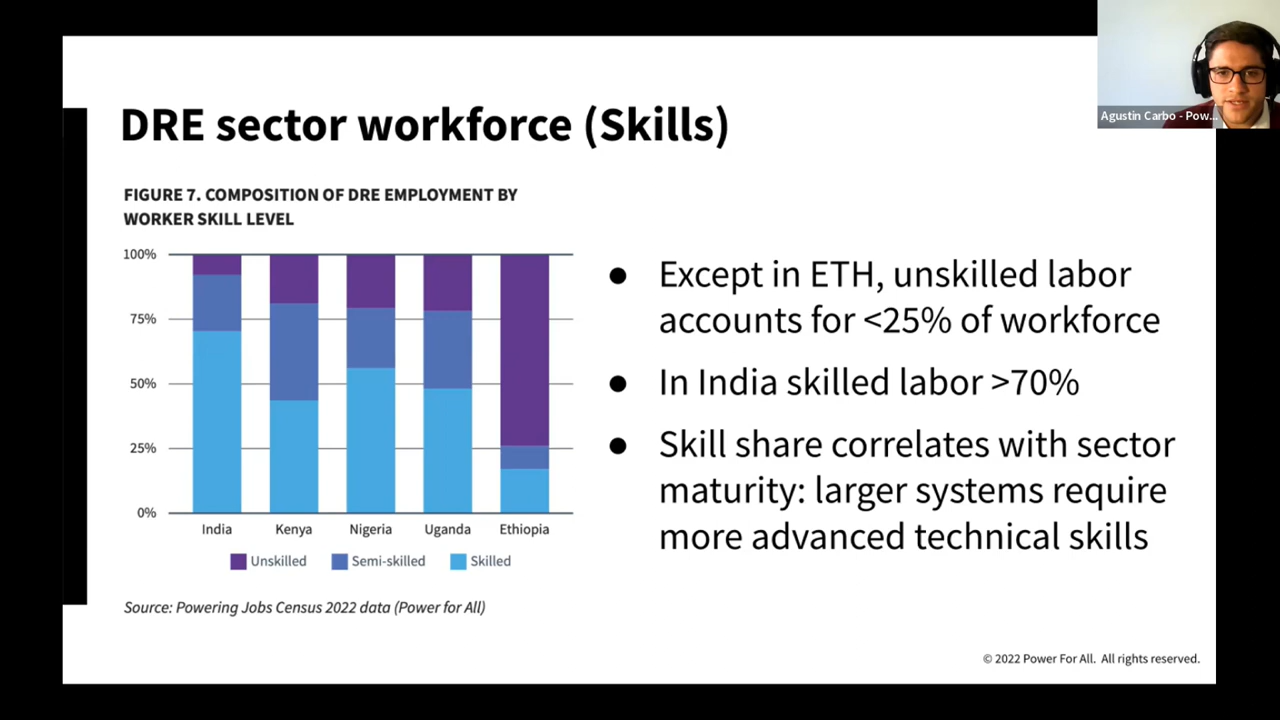 Agustin Carbo - Pow...
DRE sector workforce (Skills)
FIGURE 7. COMPOSITION OF DRE EMPLOYMENT BY
WORKER SKILL LEVEL
100%
75%
50%
25%
0%
India Kenya Nigeria Uganda Ethiopia
Unskilled Semi-skilled Skilled
Source: Powering Jobs Census 2022 data (Power for All)
● Except in ETH, unskilled labor
accounts for <25% of workforce
● In India skilled labor >70%
● Skill share correlates with sector
maturity: larger systems require
more advanced technical skills
© 2022 Power For All. All rights reserved.